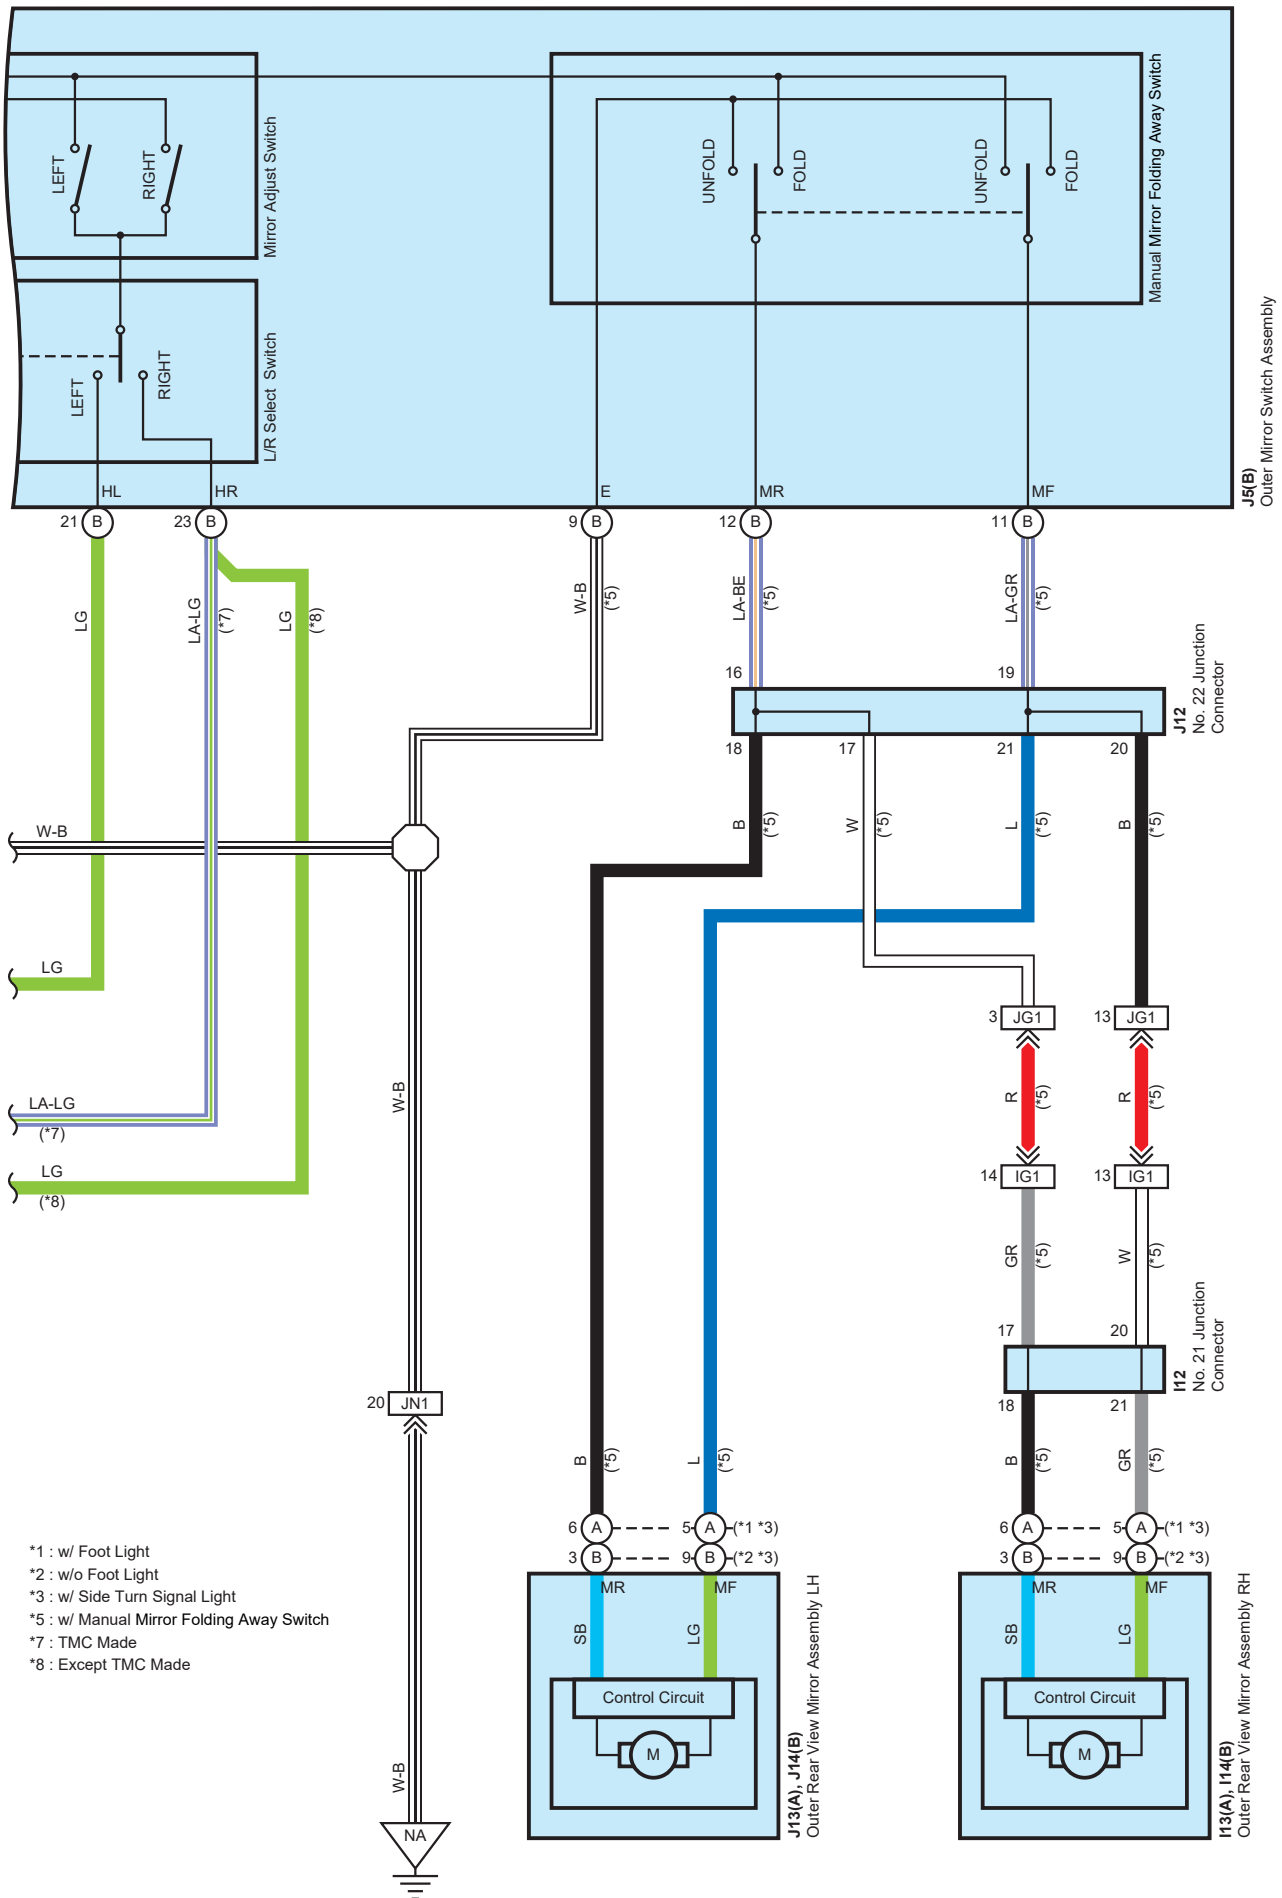 LEFT
RIGHT
Mirror Adjust Switch
LEFT
RIGHT
L/R Select Switch
UNFOLD
FOLD
UNFOLD
FOLD
Manual Mirror Folding Away Switch
J5(B)
Outer Mirror Switch Assembly
HL
HR
E
MR
MF
21 B
23 B
9 B
12 B
11 B
LG
LA-LG
(*7)
LG
(*8)
W-B
(*5)
LA-BE
(*5)
LA-GR
(*5)
16
19
J12
No. 22 Junction
Connector
18
17
21
20
B
(*5)
W
(*5)
L
(*5)
B
(*5)
W-B
LG
3 JG1
13 JG1
LA-LG
(*7)
W-B
R
(*5)
R
(*5)
LG
(*8)
14 IG1
13 IG1
GR
(*5)
W
(*5)
17
20
I12
No. 21 Junction
Connector
20 JN1
18
21
B
(*5)
L
(*5)
B
(*5)
GR
(*5)
6 A
5 A (*1 *3)
6 A
5 A (*1 *3)
3 B
9 B (*2 *3)
3 B
9 B (*2 *3)
*1 : w/ Foot Light
*2 : w/o Foot Light
*3 : w/ Side Turn Signal Light
*5 : w/ Manual Mirror Folding Away Switch
*7 : TMC Made
*8 : Except TMC Made
MR
MF
SB
LG
Control Circuit
M
J13(A), J14(B)
Outer Rear View Mirror Assembly LH
MR
MF
SB
LG
Control Circuit
M
I13(A), I14(B)
Outer Rear View Mirror Assembly RH
W-B
NA